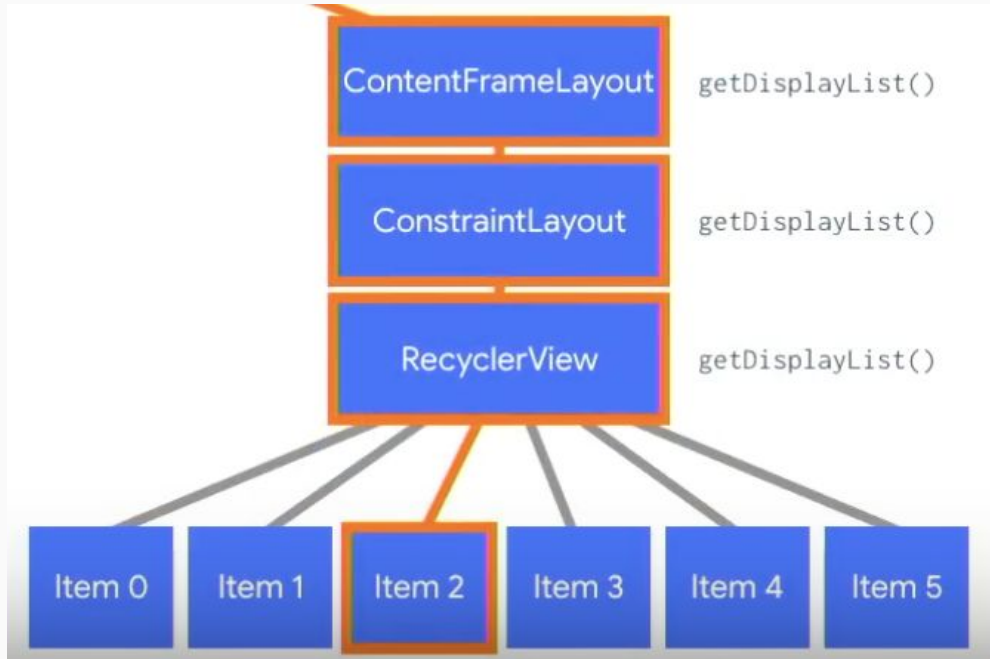 ContentFrameLayout getDisplayList()
ConstraintLayout getDisplayList()
RecyclerView getDisplayList()
Item 0 Item 1 Item 2 Item 3 Item 4 Item 5